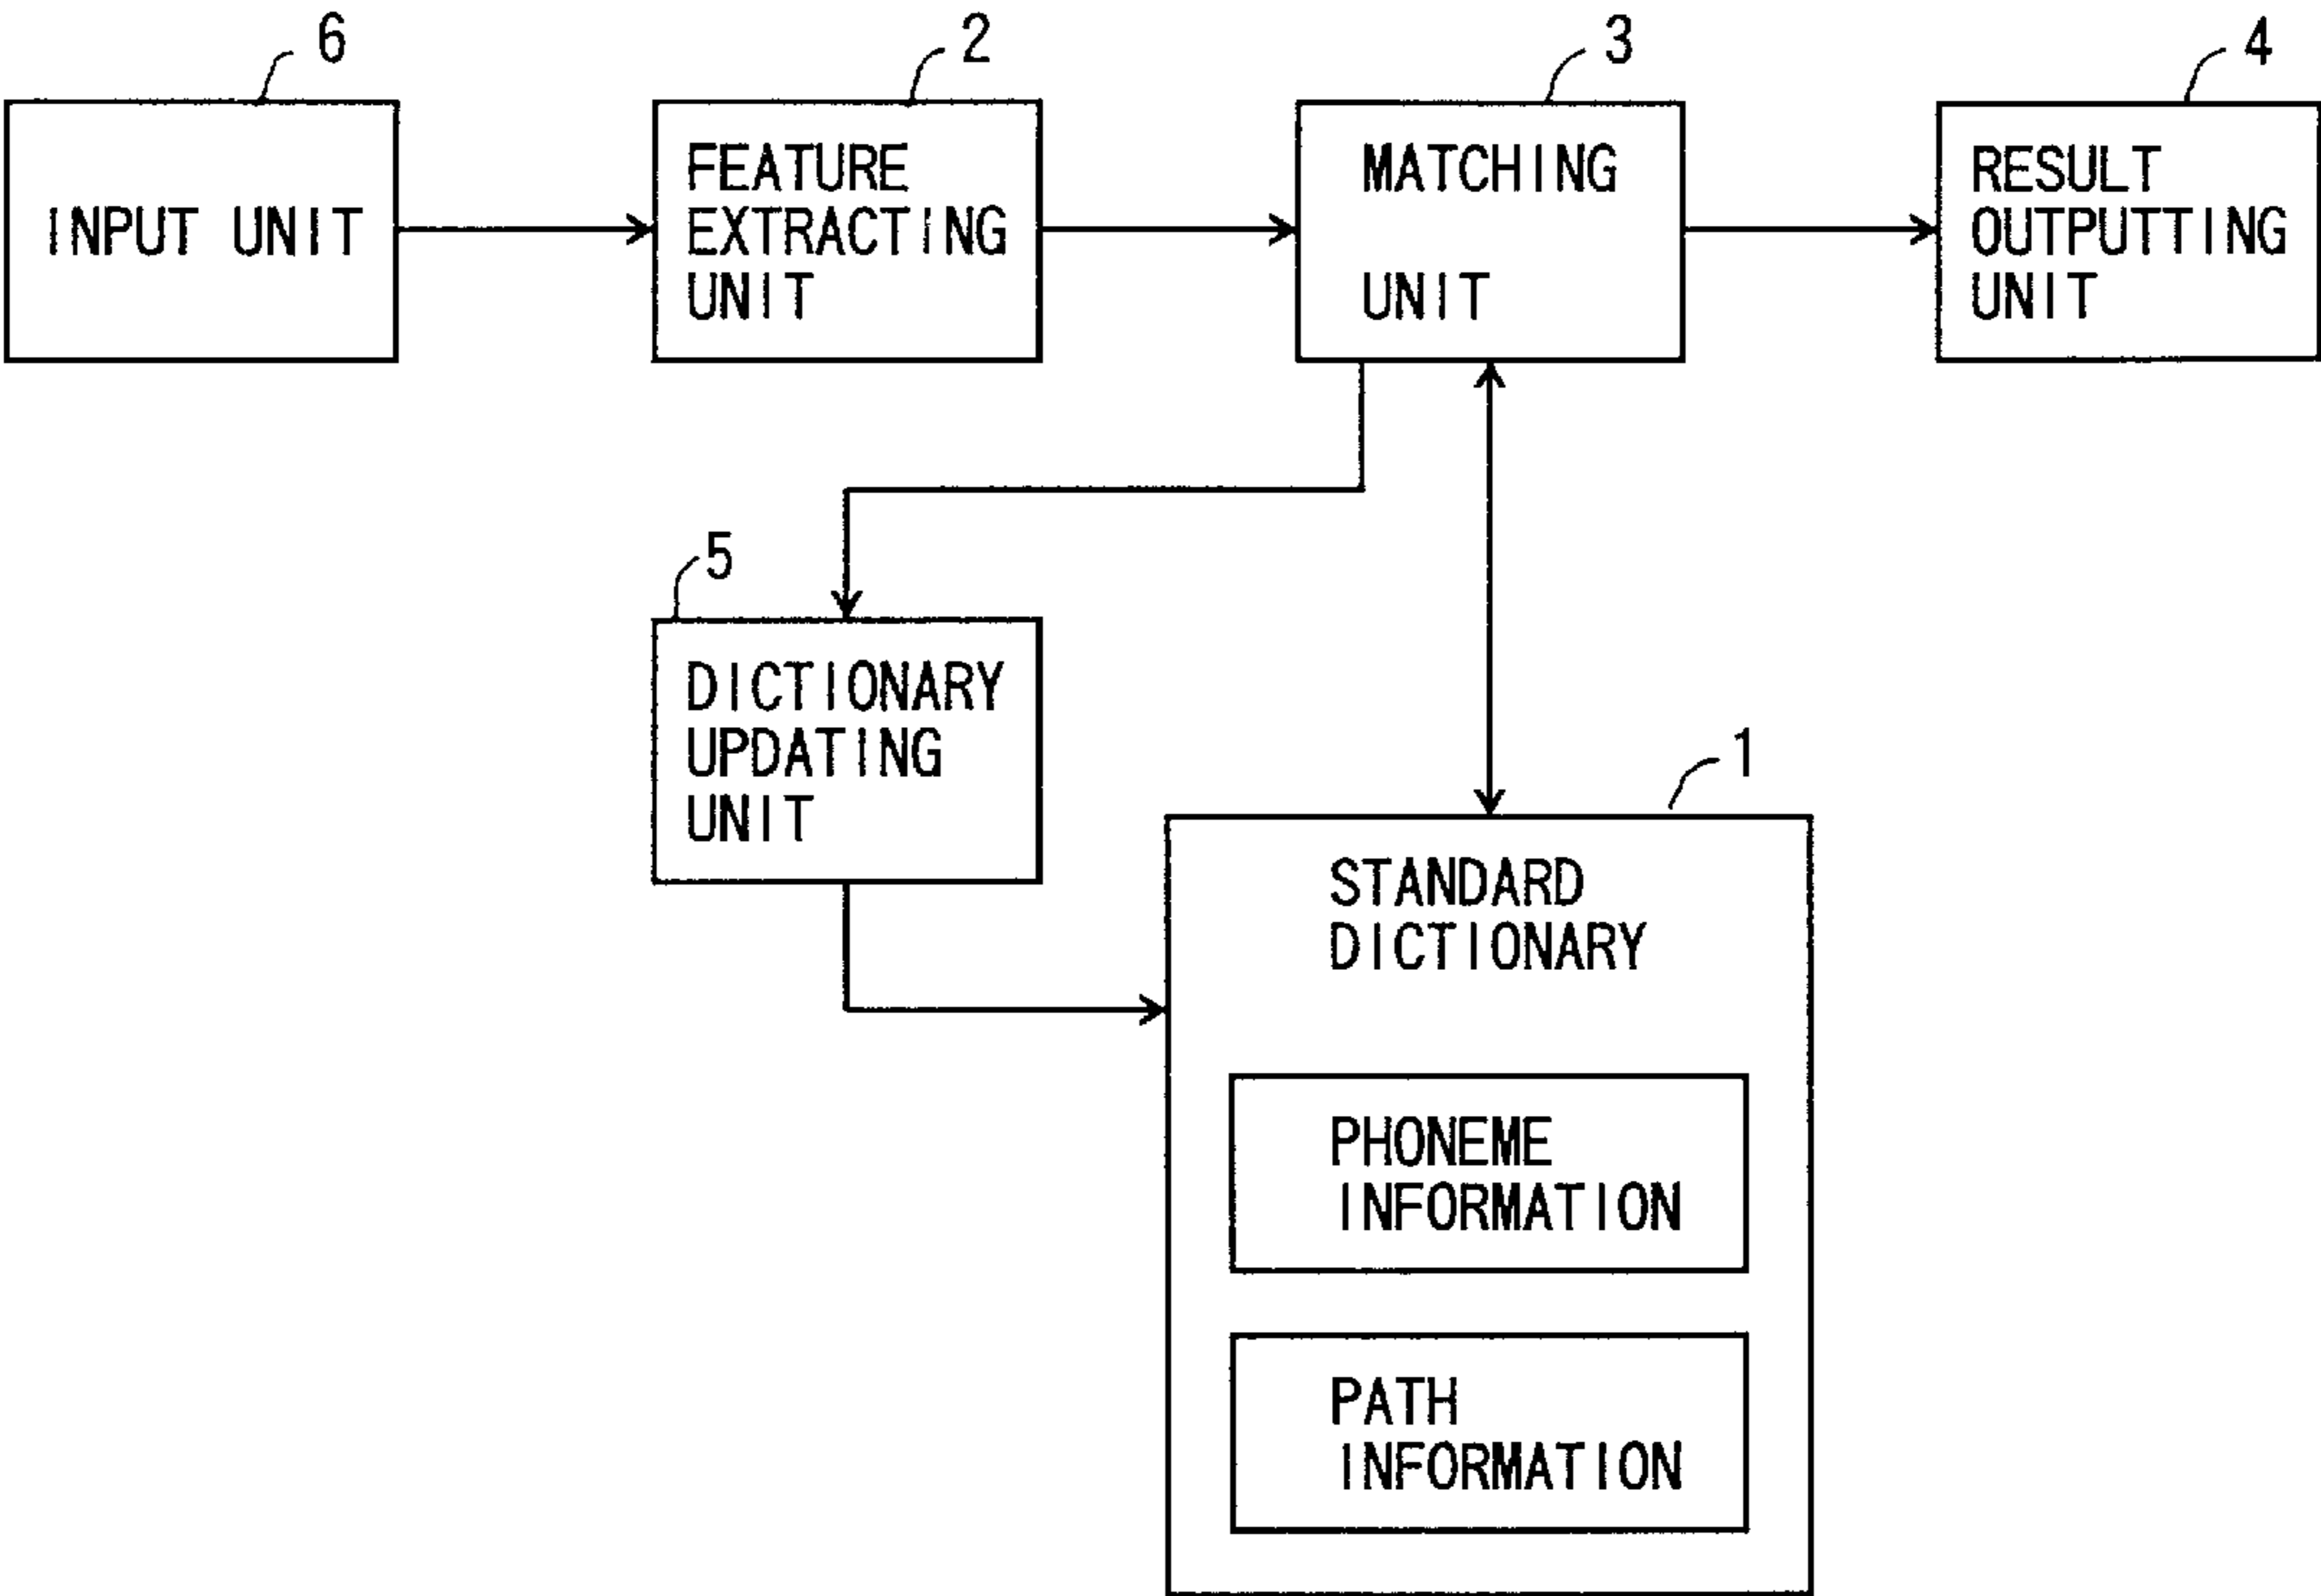 6
2
3
4
INPUT UNIT
FEATURE
EXTRACTING
UNIT
MATCHING
UNIT
RESULT
OUTPUTTING
UNIT
5
DICTIONARY
UPDATING
UNIT
1
STANDARD
DICTIONARY
PHONEME
INFORMATION
PATH
INFORMATION